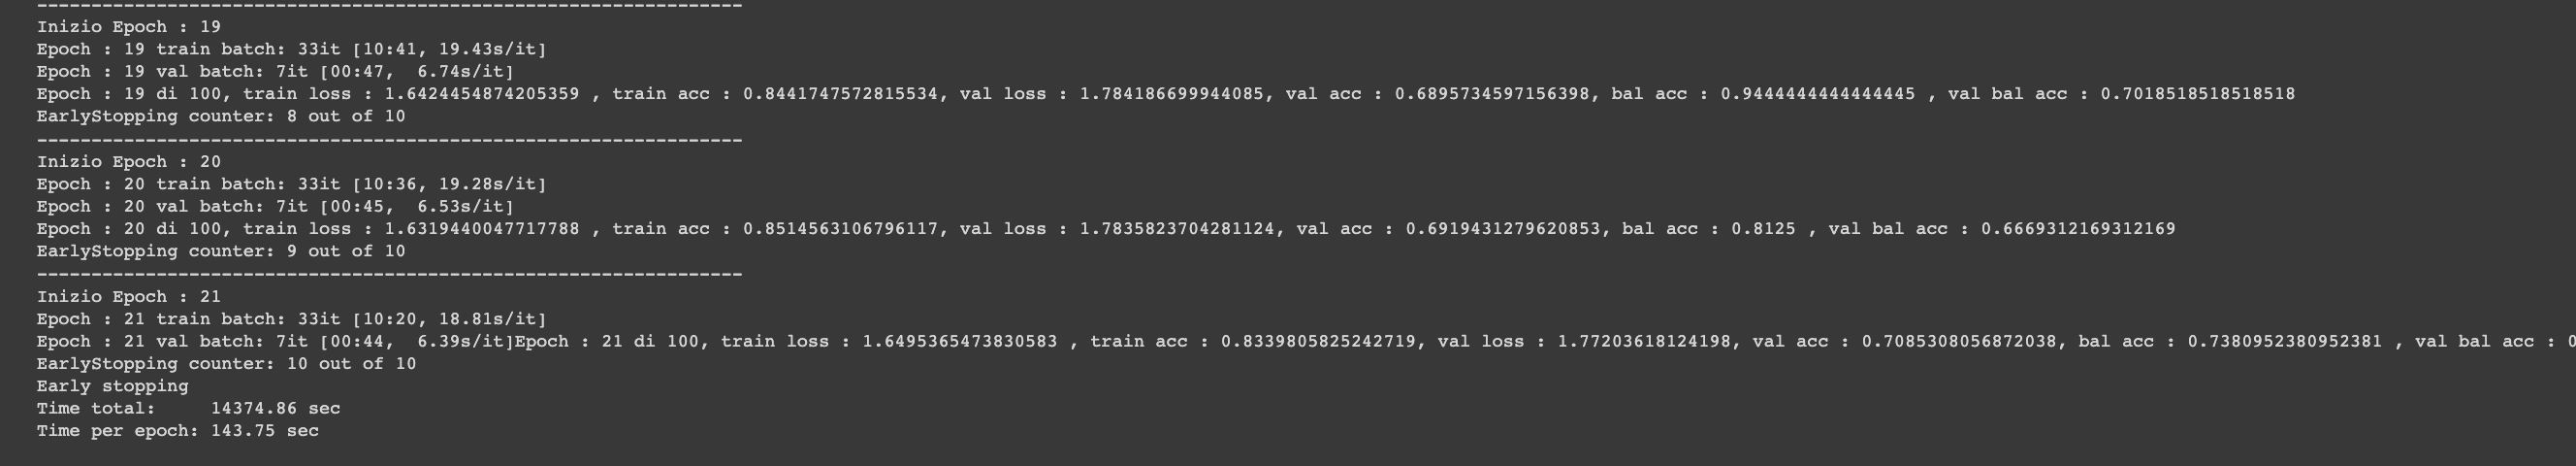 -----------------------------------------------------------------
Inizio Epoch : 19
Epoch : 19 train batch: 33it [10:41, 19.43s/it]
Epoch : 19 val batch: 7it [00:47,  6.74s/it]
Epoch : 19 di 100, train loss : 1.6424454874205359 , train acc : 0.8441747572815534, val loss : 1.784186699944085, val acc : 0.6895734597156398, bal acc : 0.9444444444444445 , val bal acc : 0.7018518518518518
EarlyStopping counter: 8 out of 10
-----------------------------------------------------------------
Inizio Epoch : 20
Epoch : 20 train batch: 33it [10:36, 19.28s/it]
Epoch : 20 val batch: 7it [00:45,  6.53s/it]
Epoch : 20 di 100, train loss : 1.6319440047717788 , train acc : 0.8514563106796117, val loss : 1.7835823704281124, val acc : 0.6919431279620853, bal acc : 0.8125 , val bal acc : 0.6669312169312169
EarlyStopping counter: 9 out of 10
-----------------------------------------------------------------
Inizio Epoch : 21
Epoch : 21 train batch: 33it [10:20, 18.81s/it]
Epoch : 21 val batch: 7it [00:44,  6.39s/it]Epoch : 21 di 100, train loss : 1.6495365473830583 , train acc : 0.8339805825242719, val loss : 1.77203618124198, val acc : 0.7085308056872038, bal acc : 0.7380952380952381 , val bal acc : 0
EarlyStopping counter: 10 out of 10
Early stopping
Time total:     14374.86 sec
Time per epoch: 143.75 sec